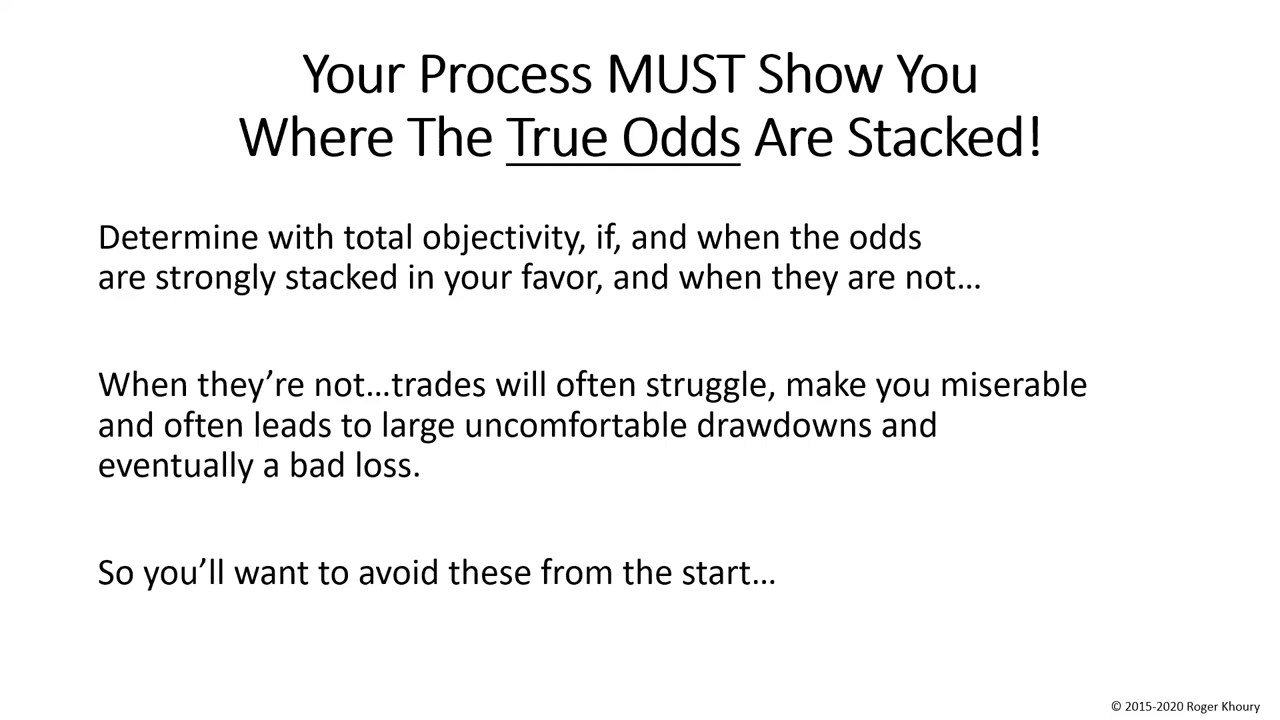 Your Process MUST Show You
Where The True Odds Are Stacked!
Determine with total objectivity, if, and when the odds
are strongly stacked in your favor, and when they are not…
When they’re not…trades will often struggle, make you miserable
and often leads to large uncomfortable drawdowns and
eventually a bad loss.
So you’ll want to avoid these from the start…
© 2015-2020 Roger Khoury